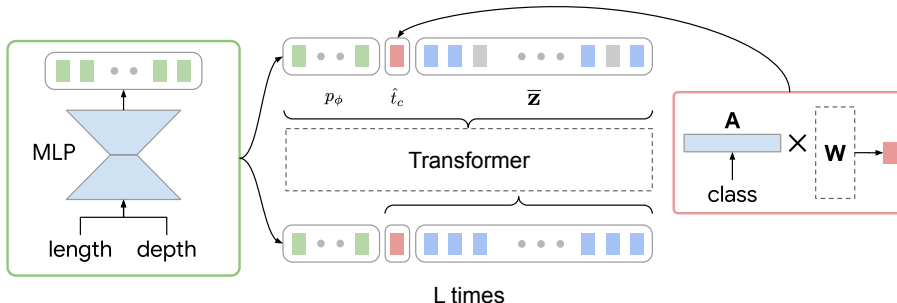 MLP
length depth
p_ϕ t̂_c z̄
Transformer
L times
A
× W
class